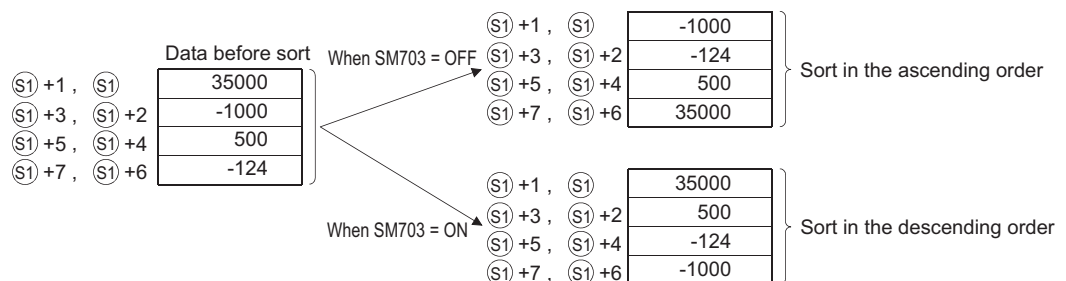 Data before sort
S1 +1 , S1 35000
S1 +3 , S1 +2 -1000
S1 +5 , S1 +4 500
S1 +7 , S1 +6 -124
When SM703 = OFF
S1 +1 , S1 -1000
S1 +3 , S1 +2 -124
S1 +5 , S1 +4 500
S1 +7 , S1 +6 35000
Sort in the ascending order
When SM703 = ON
S1 +1 , S1 35000
S1 +3 , S1 +2 500
S1 +5 , S1 +4 -124
S1 +7 , S1 +6 -1000
Sort in the descending order